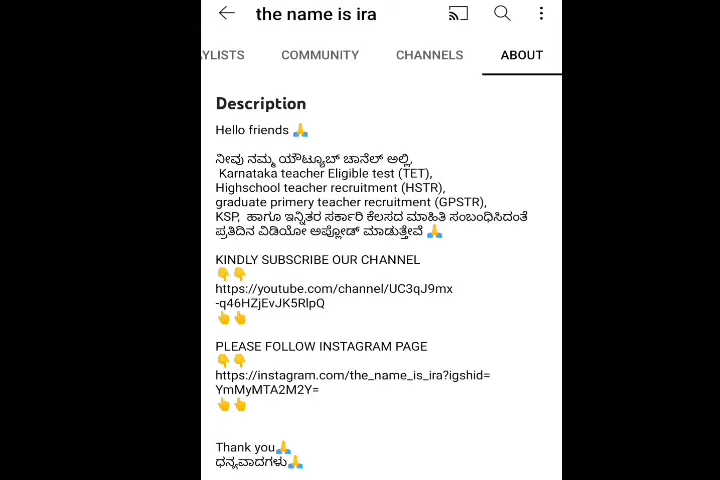 the name is ira
AYLISTS COMMUNITY CHANNELS ABOUT
Description
Hello friends 🙏
ನೀವು ನಮ್ಮ ಯೌಟ್ಯೂಬ್ ಚಾನೆಲ್ ಅಲ್ಲಿ,
Karnataka teacher Eligible test (TET),
Highschool teacher recruitment (HSTR),
graduate primery teacher recruitment (GPSTR),
KSP, ಹಾಗೂ ಇನ್ನಿತರ ಸರ್ಕಾರಿ ಕೆಲಸದ ಮಾಹಿತಿ ಸಂಬಂಧಿಸಿದಂತೆ
ಪ್ರತಿದಿನ ವಿಡಿಯೋ ಅಪ್ಲೋಡ್ ಮಾಡುತ್ತೇವೆ 🙏
KINDLY SUBSCRIBE OUR CHANNEL
👇👇
https://youtube.com/channel/UC3qJ9mx
-q46HZjEvJK5RlpQ
👆👆
PLEASE FOLLOW INSTAGRAM PAGE
👇👇
https://instagram.com/the_name_is_ira?igshid=
YmMyMTA2M2Y=
👆👆
Thank you🙏
ಧನ್ಯವಾದಗಳು🙏